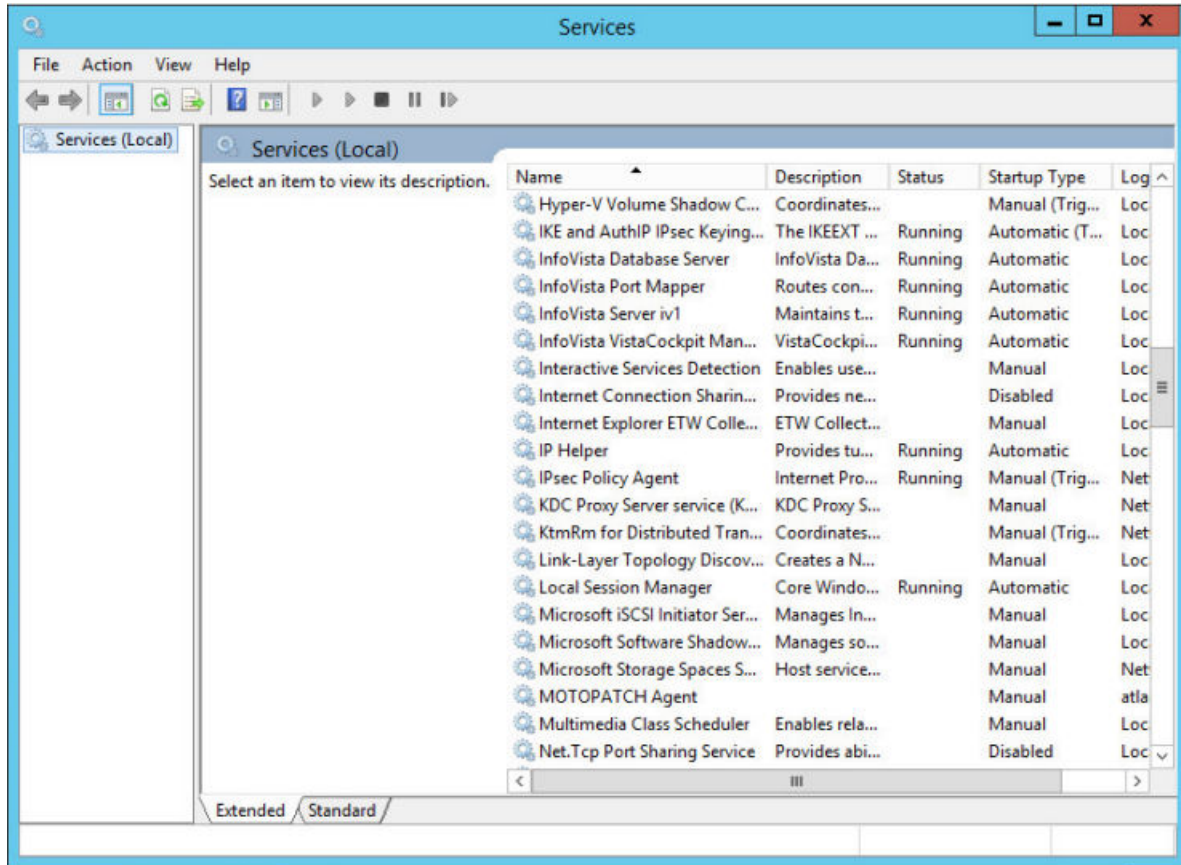 Services
File Action View Help
Services (Local)
Services (Local)
Select an item to view its description.
Name Description Status Startup Type Log
Hyper-V Volume Shadow C... Coordinates... Manual (Trig... Loc
IKE and AuthIP IPsec Keying... The IKEEXT ... Running Automatic (T... Loc
InfoVista Database Server InfoVista Da... Running Automatic Loc
InfoVista Port Mapper Routes con... Running Automatic Loc
InfoVista Server iv1 Maintains t... Running Automatic Loc
InfoVista VistaCockpit Man... VistaCockpi... Running Automatic Loc
Interactive Services Detection Enables use... Manual Loc
Internet Connection Sharin... Provides ne... Disabled Loc
Internet Explorer ETW Colle... ETW Collect... Manual Loc
IP Helper Provides tu... Running Automatic Loc
IPsec Policy Agent Internet Pro... Running Manual (Trig... Net
KDC Proxy Server service (K... KDC Proxy S... Manual Net
KtmRm for Distributed Tran... Coordinates... Manual (Trig... Net
Link-Layer Topology Discov... Creates a N... Manual Loc
Local Session Manager Core Windo... Running Automatic Loc
Microsoft iSCSI Initiator Ser... Manages In... Manual Loc
Microsoft Software Shadow... Manages so... Manual Loc
Microsoft Storage Spaces S... Host service... Manual Net
MOTOPATCH Agent Manual atla
Multimedia Class Scheduler Enables rela... Manual Loc
Net.Tcp Port Sharing Service Provides abi... Disabled Loc
Extended Standard